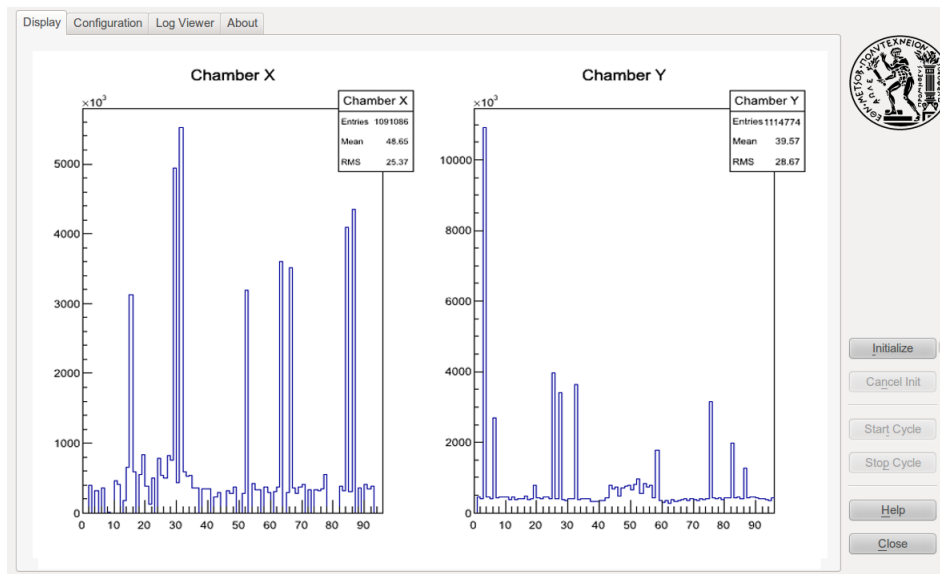 Display Configuration Log Viewer About
Chamber X
×10³
Chamber X
Entries 1091086
Mean 48.65
RMS 25.37
5000
4000
3000
2000
1000
0
0 10 20 30 40 50 60 70 80 90
Chamber Y
×10³
Chamber Y
Entries 1114774
Mean 39.57
RMS 28.67
10000
8000
6000
4000
2000
0
0 10 20 30 40 50 60 70 80 90
Initialize
Cancel Init
Start Cycle
Stop Cycle
Help
Close